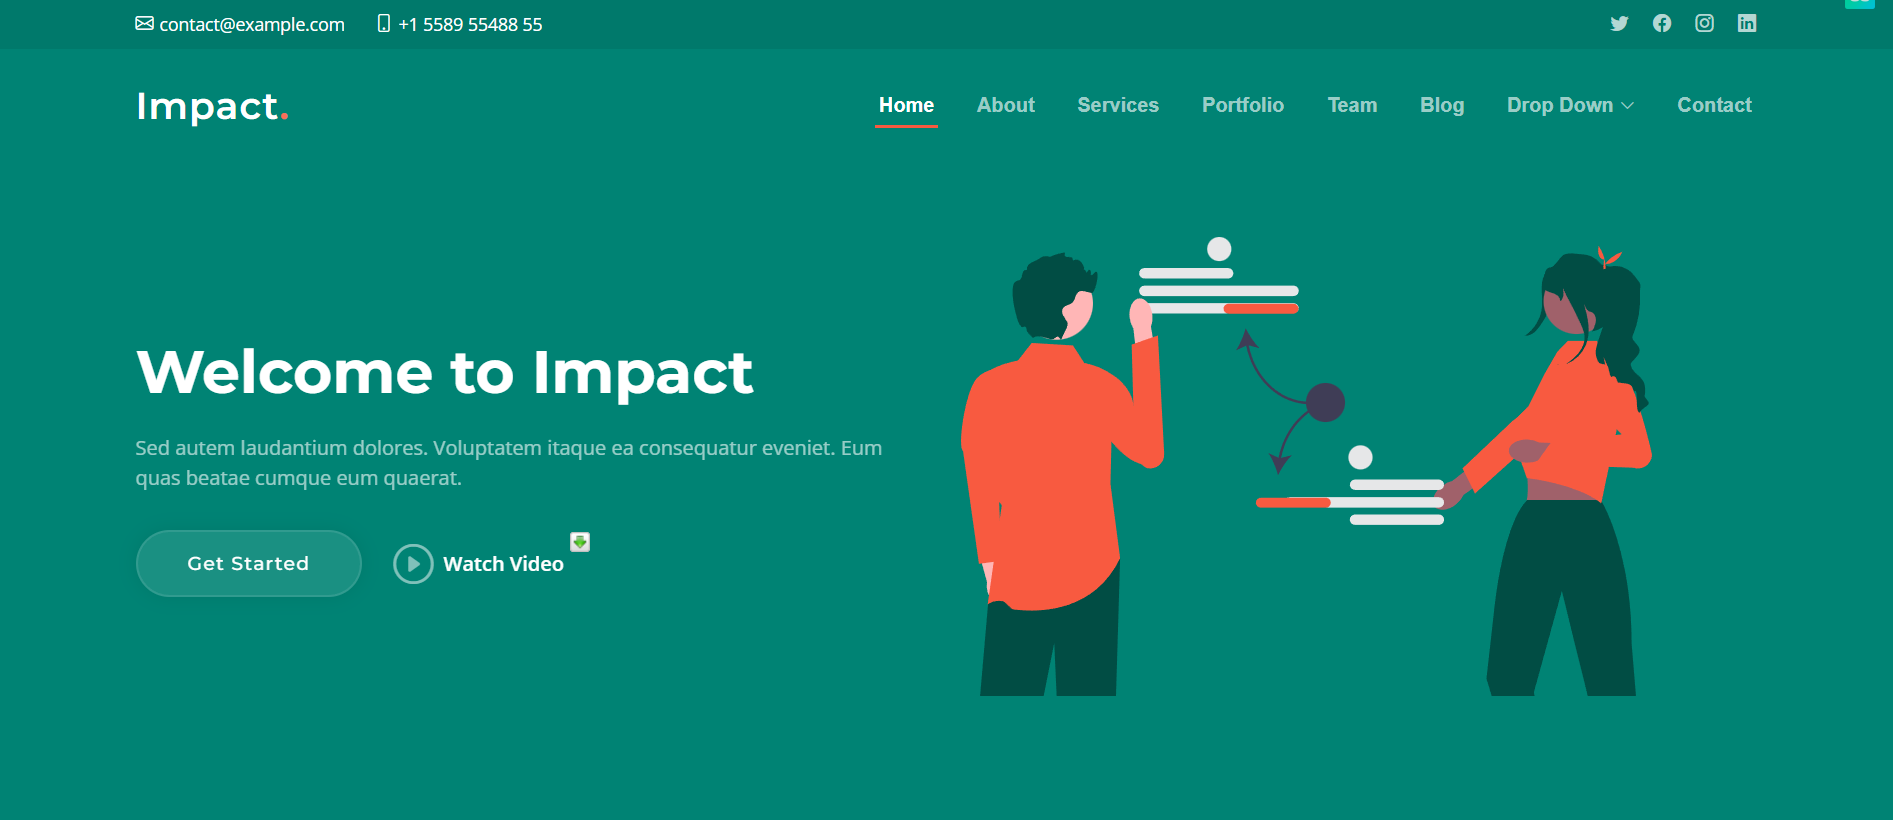 contact@example.com +1 5589 55488 55
Impact.
Home About Services Portfolio Team Blog Drop Down Contact
Welcome to Impact
Sed autem laudantium dolores. Voluptatem itaque ea consequatur eveniet. Eum
quas beatae cumque eum quaerat.
Get Started Watch Video